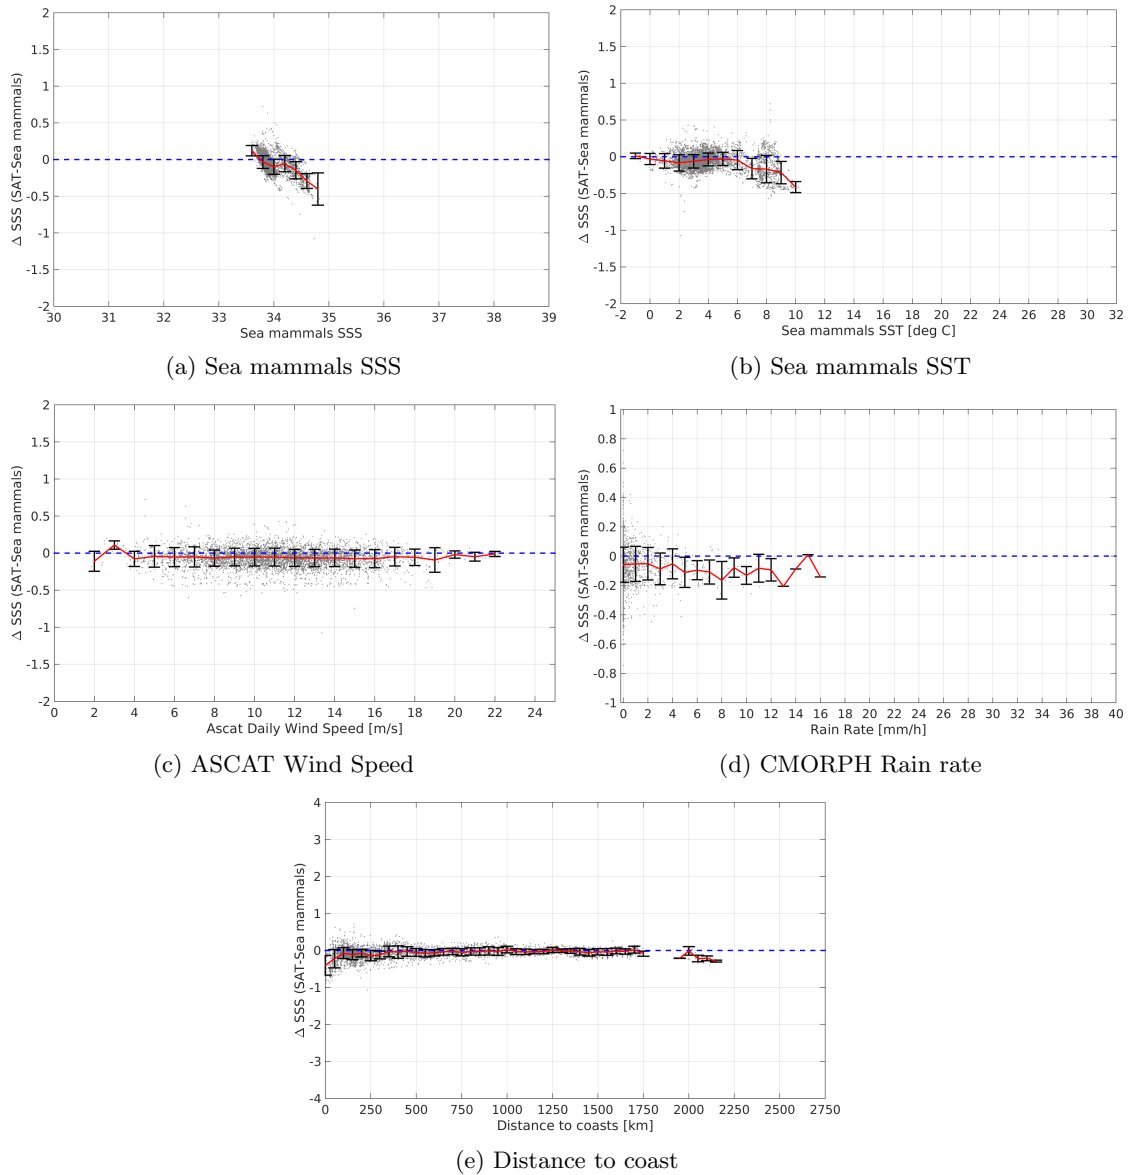 2
1.5
1
0.5
0
-0.5
-1
-1.5
-2
Δ SSS (SAT-Sea mammals)
30 31 32 33 34 35 36 37 38 39
Sea mammals SSS
(a) Sea mammals SSS
2
1.5
1
0.5
0
-0.5
-1
-1.5
-2
Δ SSS (SAT-Sea mammals)
-2 0 2 4 6 8 10 12 14 16 18 20 22 24 26 28 30 32
Sea mammals SST [deg C]
(b) Sea mammals SST
2
1.5
1
0.5
0
-0.5
-1
-1.5
-2
Δ SSS (SAT-Sea mammals)
0 2 4 6 8 10 12 14 16 18 20 22 24
Ascat Daily Wind Speed [m/s]
(c) ASCAT Wind Speed
1
0.8
0.6
0.4
0.2
0
-0.2
-0.4
-0.6
-0.8
-1
Δ SSS (SAT-Sea mammals)
0 2 4 6 8 10 12 14 16 18 20 22 24 26 28 30 32 34 36 38 40
Rain Rate [mm/h]
(d) CMORPH Rain rate
4
3
2
1
0
-1
-2
-3
-4
Δ SSS (SAT-Sea mammals)
0 250 500 750 1000 1250 1500 1750 2000 2250 2500 2750
Distance to coasts [km]
(e) Distance to coast